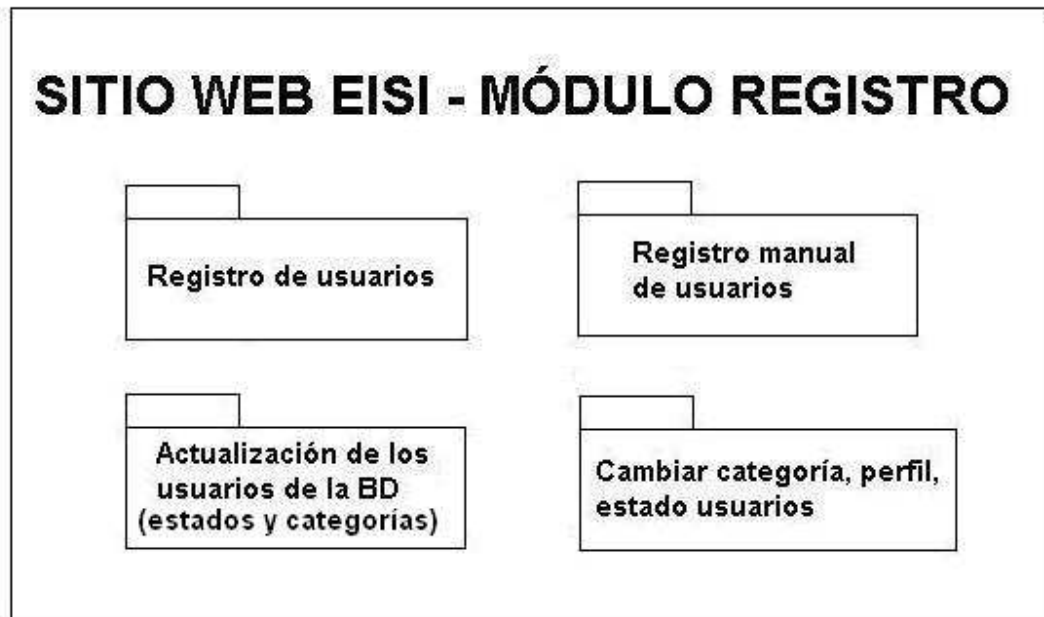 SITIO WEB EISI - MÓDULO REGISTRO
Registro de usuarios
Registro manual
de usuarios
Actualización de los
usuarios de la BD
(estados y categorías)
Cambiar categoría, perfil,
estado usuarios